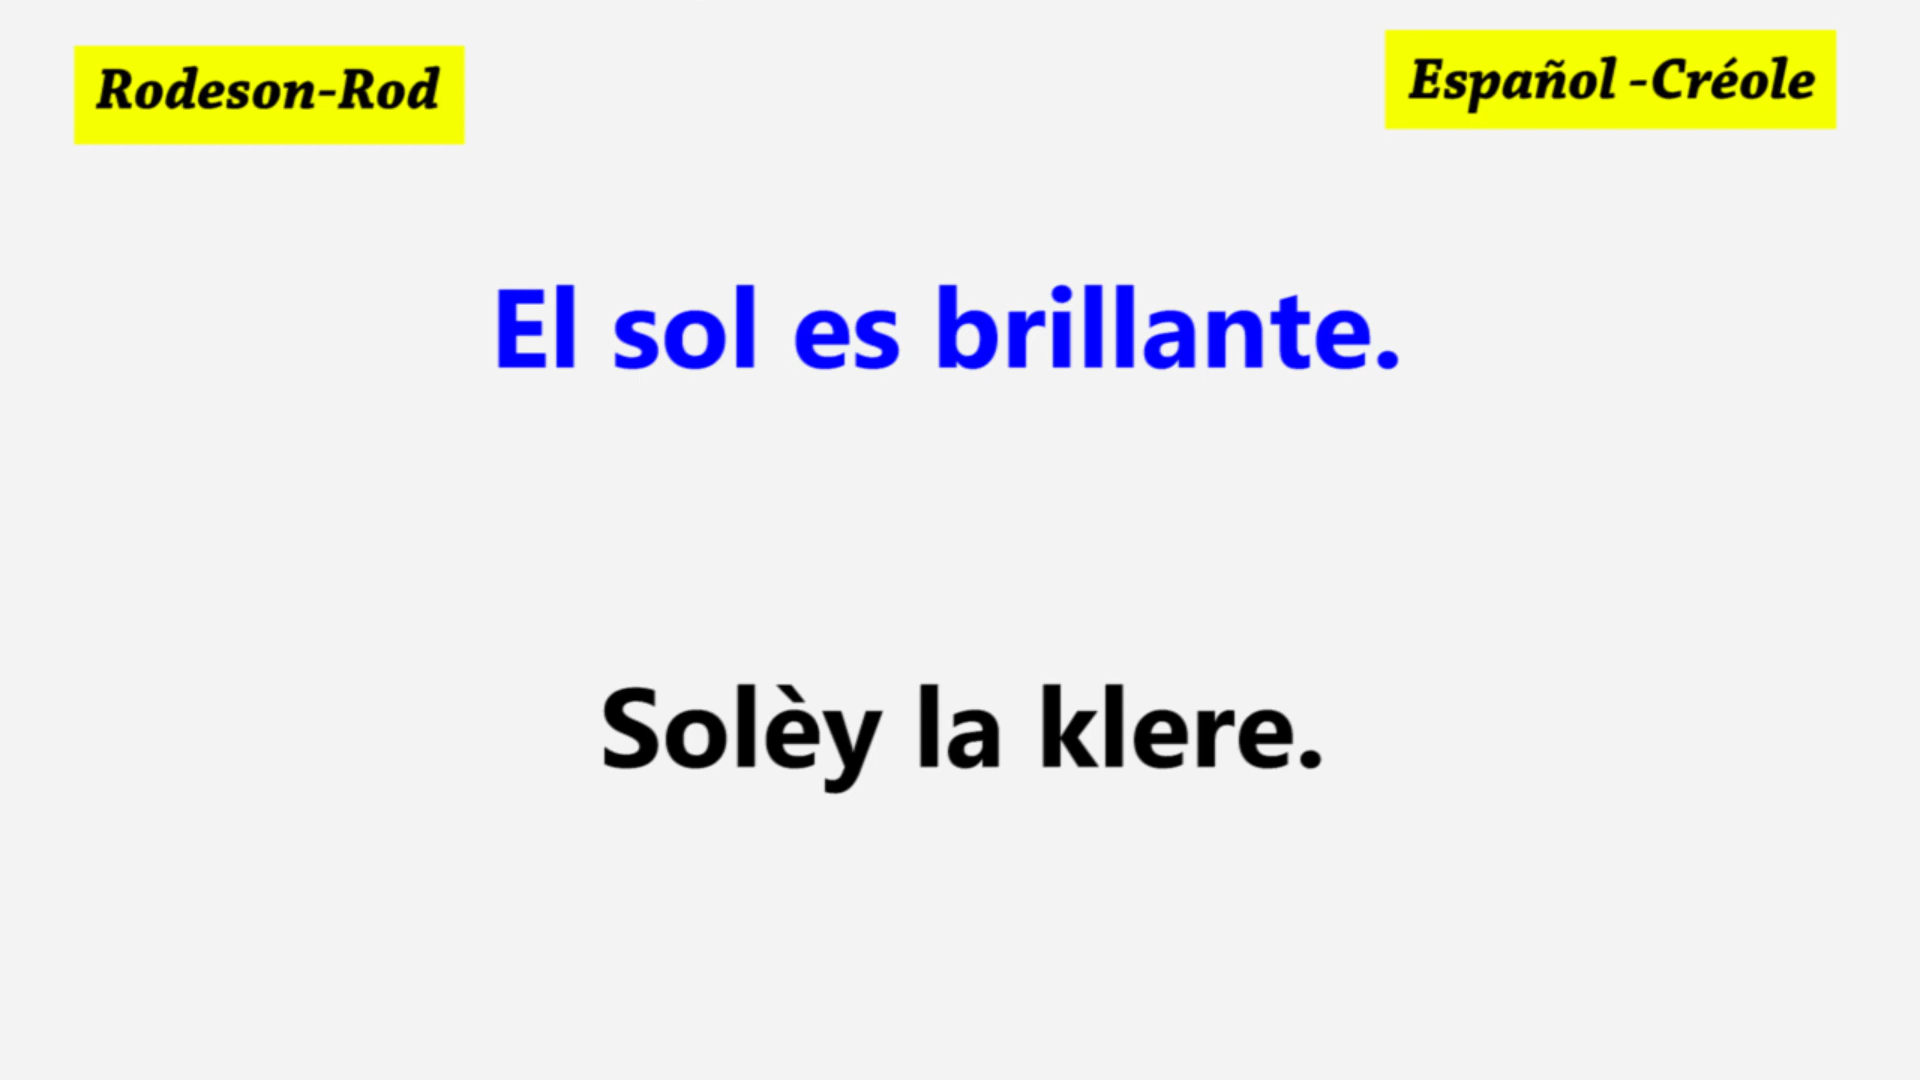 Rodeson-Rod
Español -Créole
El sol es brillante.
Solèy la klere.